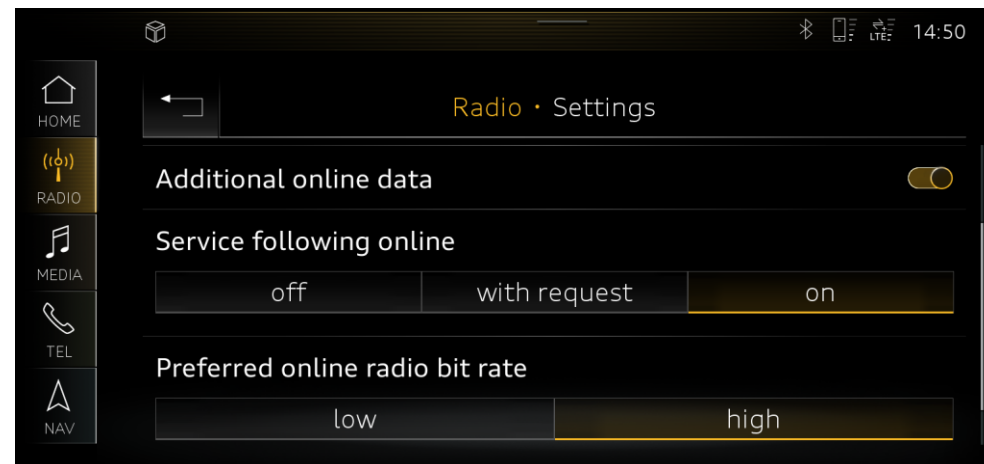 LTE 14:50
HOME
Radio • Settings
RADIO
Additional online data
MEDIA
Service following online
off with request on
TEL
Preferred online radio bit rate
NAV
low high